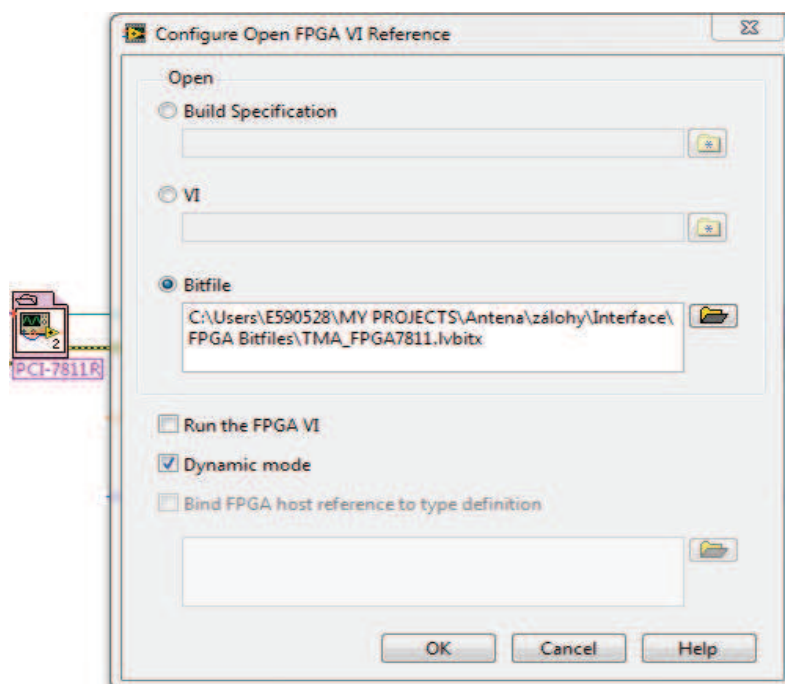 Configure Open FPGA VI Reference
Open
Build Specification
VI
Bitfile
C:\Users\E590528\MY PROJECTS\Antena\zálohy\Interface\
FPGA Bitfiles\TMA_FPGA7811.lvbitx
2
PCI-7811R
Run the FPGA VI
Dynamic mode
Bind FPGA host reference to type definition
OK Cancel Help